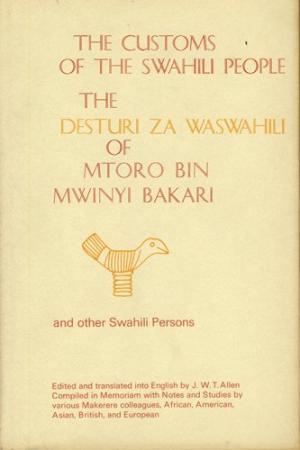 THE CUSTOMS
OF THE SWAHILI PEOPLE
THE
DESTURI ZA WASWAHILI
OF
MTORO BIN
MWINYI BAKARI
and other Swahili Persons
Edited and translated into English by J. W. T. Allen
Compiled in Memoriam with Notes and Studies by
various Makerere colleagues, African, American,
Asian, British, and European